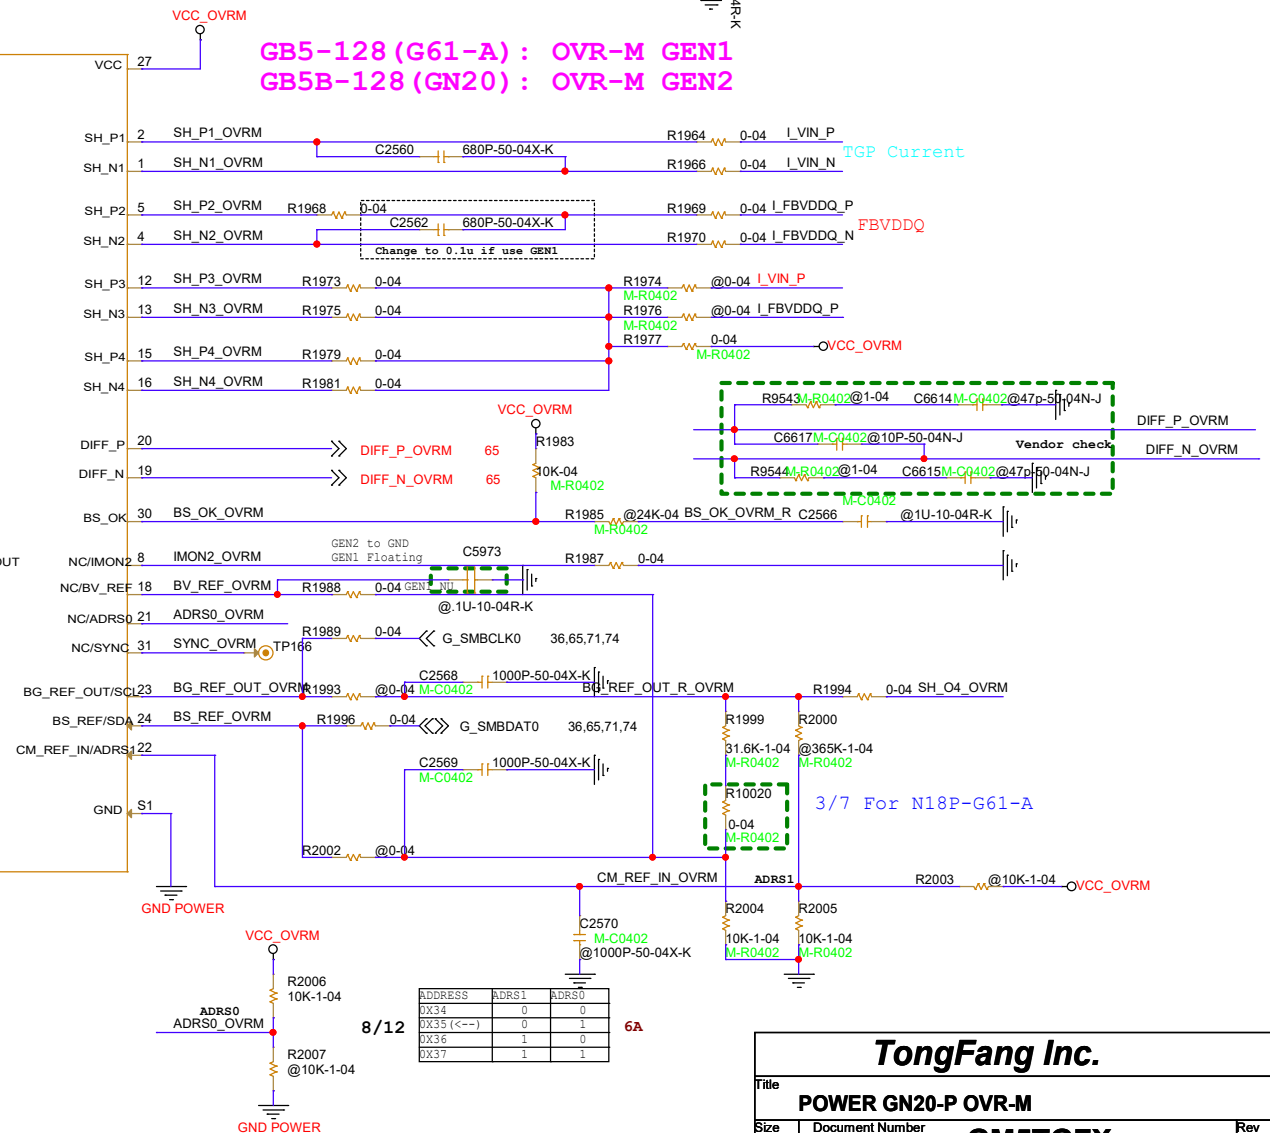 4R-K
VCC_OVRM
GB5-128(G61-A): OVR-M GEN1
GB5B-128(GN20): OVR-M GEN2
VCC 27
SH_P1 2 SH_P1_OVRM R1964 0-04 I_VIN_P
C2560 680P-50-04X-K
TGP Current
SH_N1 1 SH_N1_OVRM R1966 0-04 I_VIN_N
SH_P2 5 SH_P2_OVRM R1968 0-04 R1969 0-04 I_FBVDDQ_P
C2562 680P-50-04X-K
FBVDDQ
SH_N2 4 SH_N2_OVRM R1970 0-04 I_FBVDDQ_N
Change to 0.1u if use GEN1
SH_P3 12 SH_P3_OVRM R1973 0-04 R1974 @0-04 I_VIN_P
M-R0402
SH_N3 13 SH_N3_OVRM R1975 0-04 R1976 @0-04 I_FBVDDQ_P
M-R0402
R1977 0-04
M-R0402
VCC_OVRM
SH_P4 15 SH_P4_OVRM R1979 0-04
SH_N4 16 SH_N4_OVRM R1981 0-04
R9543 M-R0402 @1-04 C6614 M-C0402 @47p-50-04N-J
VCC_OVRM
DIFF_P_OVRM
C6617 M-C0402 @10P-50-04N-J
Vendor check
DIFF_N_OVRM
R9544 M-R0402 @1-04 C6615 M-C0402 @47p-50-04N-J
DIFF_P 20 DIFF_P_OVRM 65
R1983
10K-04
M-R0402
DIFF_N 19 DIFF_N_OVRM 65
M-C0402
BS_OK 30 BS_OK_OVRM R1985 @24K-04 BS_OK_OVRM_R C2566 @1U-10-04R-K
M-R0402
GEN2 to GND
GEN1 Floating
OUT
NC/IMON2 8 IMON2_OVRM C5973 R1987 0-04
NC/BV_REF 18 BV_REF_OVRM R1988 0-04 GEN1 NU
@.1U-10-04R-K
NC/ADRS0 21 ADRS0_OVRM
R1989 0-04 G_SMBCLK0 36,65,71,74
NC/SYNC 31 SYNC_OVRM TP166
C2568 1000P-50-04X-K
M-C0402
BG_REF_OUT/SCL 23 BG_REF_OUT_OVRM R1993 @0-04 BG_REF_OUT_R_OVRM R1994 0-04 SH_O4_OVRM
BS_REF/SDA 24 BS_REF_OVRM R1996 0-04 G_SMBDAT0 36,65,71,74
R1999 R2000
31.6K-1-04 @365K-1-04
M-R0402 M-R0402
CM_REF_IN/ADRS1 22
C2569 1000P-50-04X-K
M-C0402
R10020
0-04
M-R0402
3/7 For N18P-G61-A
GND S1
R2002 @0-04
CM_REF_IN_OVRM ADRS1 R2003 @10K-1-04 VCC_OVRM
GND POWER
C2570
M-C0402
@1000P-50-04X-K
R2004 R2005
10K-1-04 10K-1-04
M-R0402 M-R0402
VCC_OVRM
R2006
10K-1-04
ADRS0
ADRS0_OVRM
R2007
@10K-1-04
GND POWER
8/12
ADDRESS ADRS1 ADRS0
0X34 0 0
0X35(<--) 0 1
0X36 1 0
0X37 1 1
6A
TongFang Inc.
Title
POWER GN20-P OVR-M
Size Document Number Rev